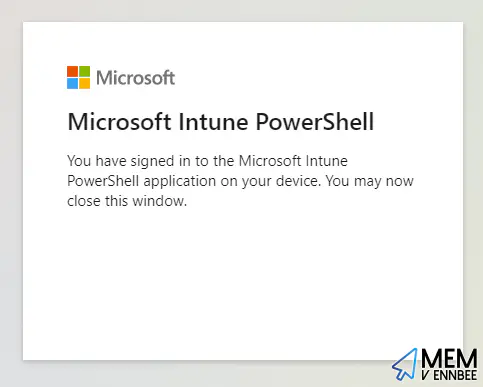 Microsoft
Microsoft Intune PowerShell
You have signed in to the Microsoft Intune
PowerShell application on your device. You may now
close this window.
MEM
V ENNBEE